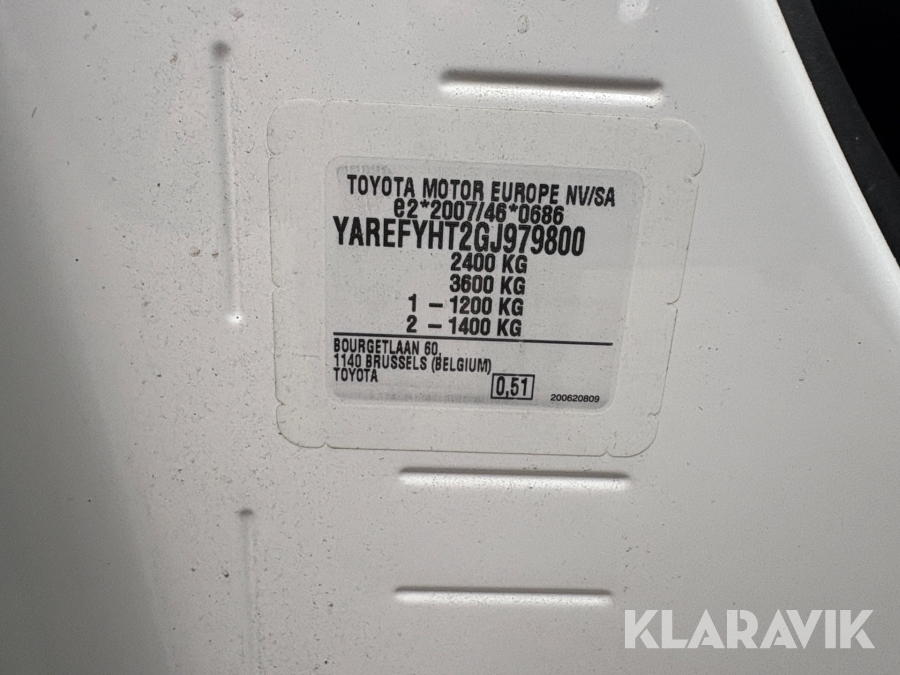 TOYOTA MOTOR EUROPE NV/SA
e2*2007/46*0686
YAREFYHT2GJ979800
2400 KG
3600 KG
1 - 1200 KG
2 - 1400 KG
BOURGETLAAN 60,
1140 BRUSSELS (BELGIUM)
TOYOTA
0,51
200620809
KLARAVIK